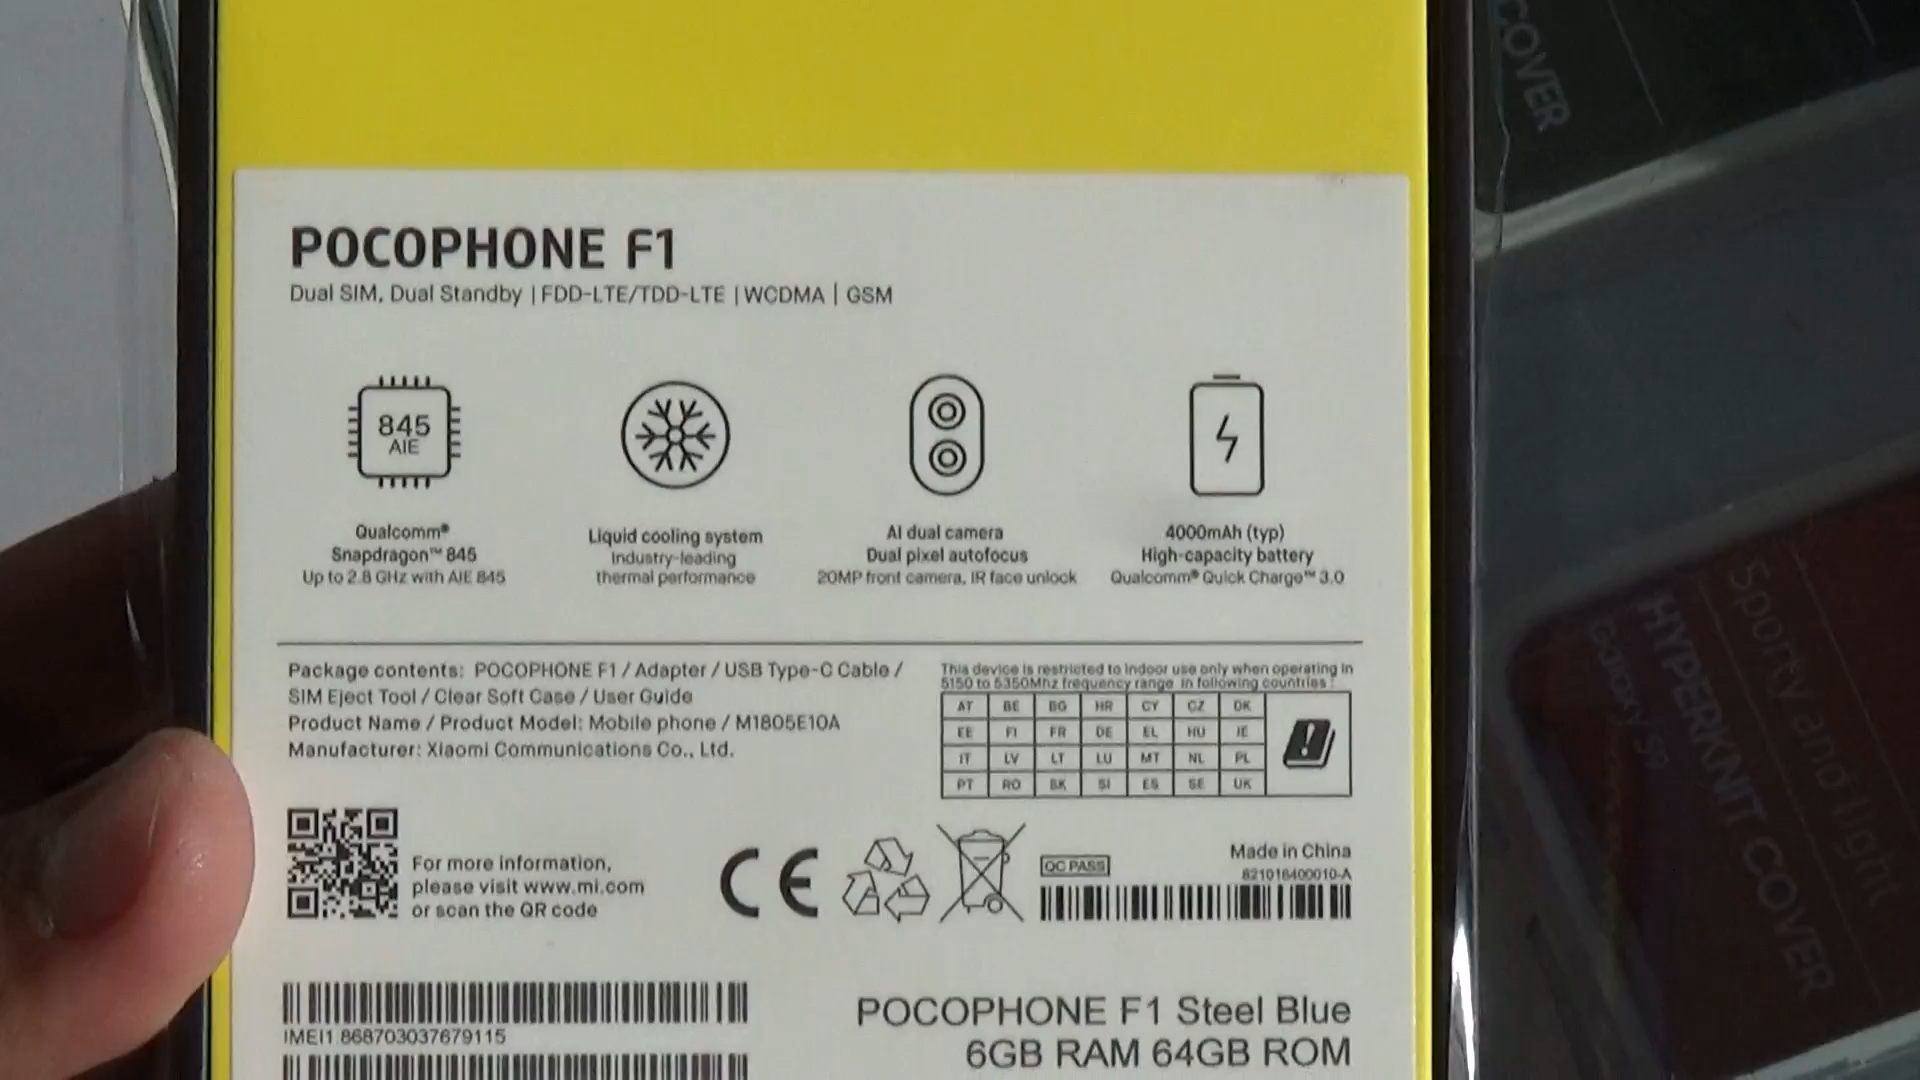 POCOPHONE F1
Dual SIM, Dual Standby | FDD-LTE/TDD-LTE | WCDMA | GSM
845
AIE
Qualcomm®
Snapdragon™ 845
Up to 2.8 GHz with AIE 845
Liquid cooling system
Industry-leading
thermal performance
AI dual camera
Dual pixel autofocus
20MP front camera, IR face unlock
4000mAh (typ)
High-capacity battery
Qualcomm® Quick Charge™ 3.0
Package contents: POCOPHONE F1 / Adapter / USB Type-C Cable /
SIM Eject Tool / Clear Soft Case / User Guide
Product Name / Product Model: Mobile phone / M1805E10A
Manufacturer: Xiaomi Communications Co., Ltd.
This device is restricted to indoor use only when operating in
5150 to 5350Mhz frequency range in following countries :
AT BE BG HR CY CZ DK
EE FI FR DE EL HU IE
IT LV LT LU MT NL PL
PT RO SK SI ES SE UK
For more information,
please visit www.mi.com
or scan the QR code
CE
QC PASS
Made in China
821016400010-A
IMEI1 868703037679115
POCOPHONE F1 Steel Blue
6GB RAM 64GB ROM
COVER
Sporty and light
HYPERKNIT COVER
Galaxy S9